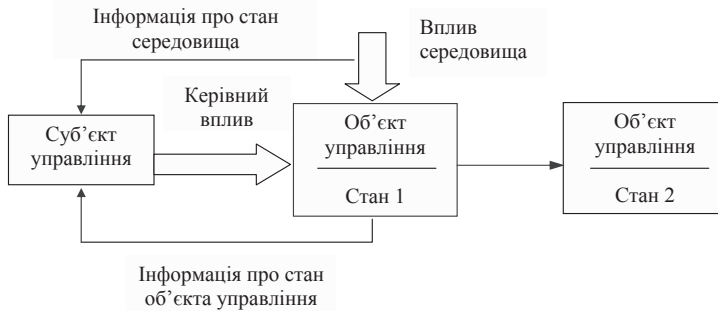 Інформація про стан
середовища
Вплив
середовища
Керівний
вплив
Суб’єкт
управління
Об’єкт
управління
Стан 1
Об’єкт
управління
Стан 2
Інформація про стан
об’єкта управління